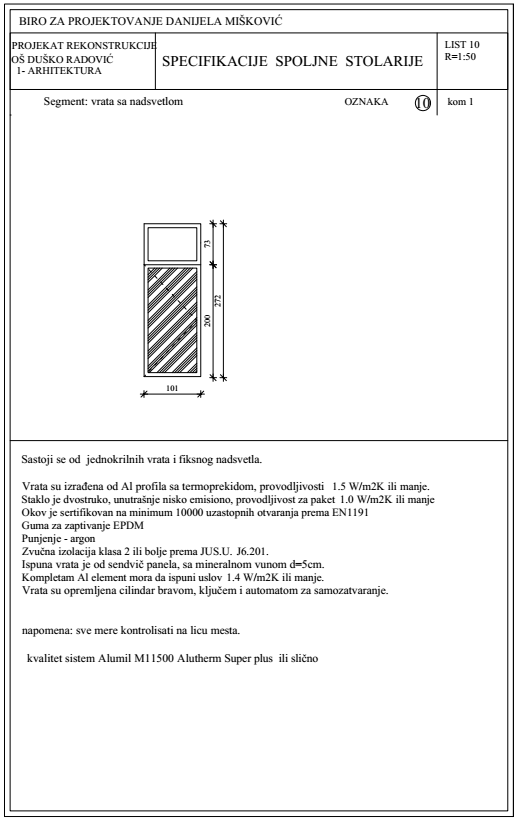 BIRO ZA PROJEKTOVANJE DANIJELA MIŠKOVIĆ
PROJEKAT REKONSTRUKCIJE
OŠ DUŠKO RADOVIĆ
1- ARHITEKTURA
SPECIFIKACIJE SPOLJNE STOLARIJE
LIST 10
R=1:50
Segment: vrata sa nadsvetlom
OZNAKA
10
kom 1
73
272
200
101
Sastoji se od jednokrilnih vrata i fiksnog nadsvetla.
Vrata su izrađena od Al profila sa termoprekidom, provodljivosti 1.5 W/m2K ili manje.
Staklo je dvostruko, unutrašnje nisko emisiono, provodljivost za paket 1.0 W/m2K ili manje
Okov je sertifikovan na minimum 10000 uzastopnih otvaranja prema EN1191
Guma za zaptivanje EPDM
Punjenje - argon
Zvučna izolacija klasa 2 ili bolje prema JUS.U. J6.201.
Ispuna vrata je od sendvič panela, sa mineralnom vunom d=5cm.
Kompletam Al element mora da ispuni uslov 1.4 W/m2K ili manje.
Vrata su opremljena cilindar bravom, ključem i automatom za samozatvaranje.
napomena: sve mere kontrolisati na licu mesta.
kvalitet sistem Alumil M11500 Alutherm Super plus ili slično